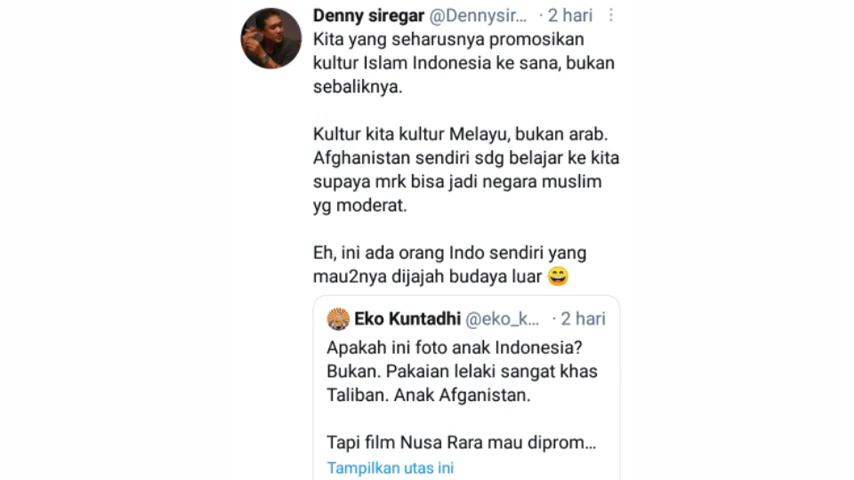 Denny siregar @Dennysir... · 2 hari
Kita yang seharusnya promosikan
kultur Islam Indonesia ke sana, bukan
sebaliknya.
Kultur kita kultur Melayu, bukan arab.
Afghanistan sendiri sdg belajar ke kita
supaya mrk bisa jadi negara muslim
yg moderat.
Eh, ini ada orang Indo sendiri yang
mau2nya dijajah budaya luar 😄
Eko Kuntadhi @eko_k... · 2 hari
Apakah ini foto anak Indonesia?
Bukan. Pakaian lelaki sangat khas
Taliban. Anak Afganistan.
Tapi film Nusa Rara mau diprom...
Tampilkan utas ini